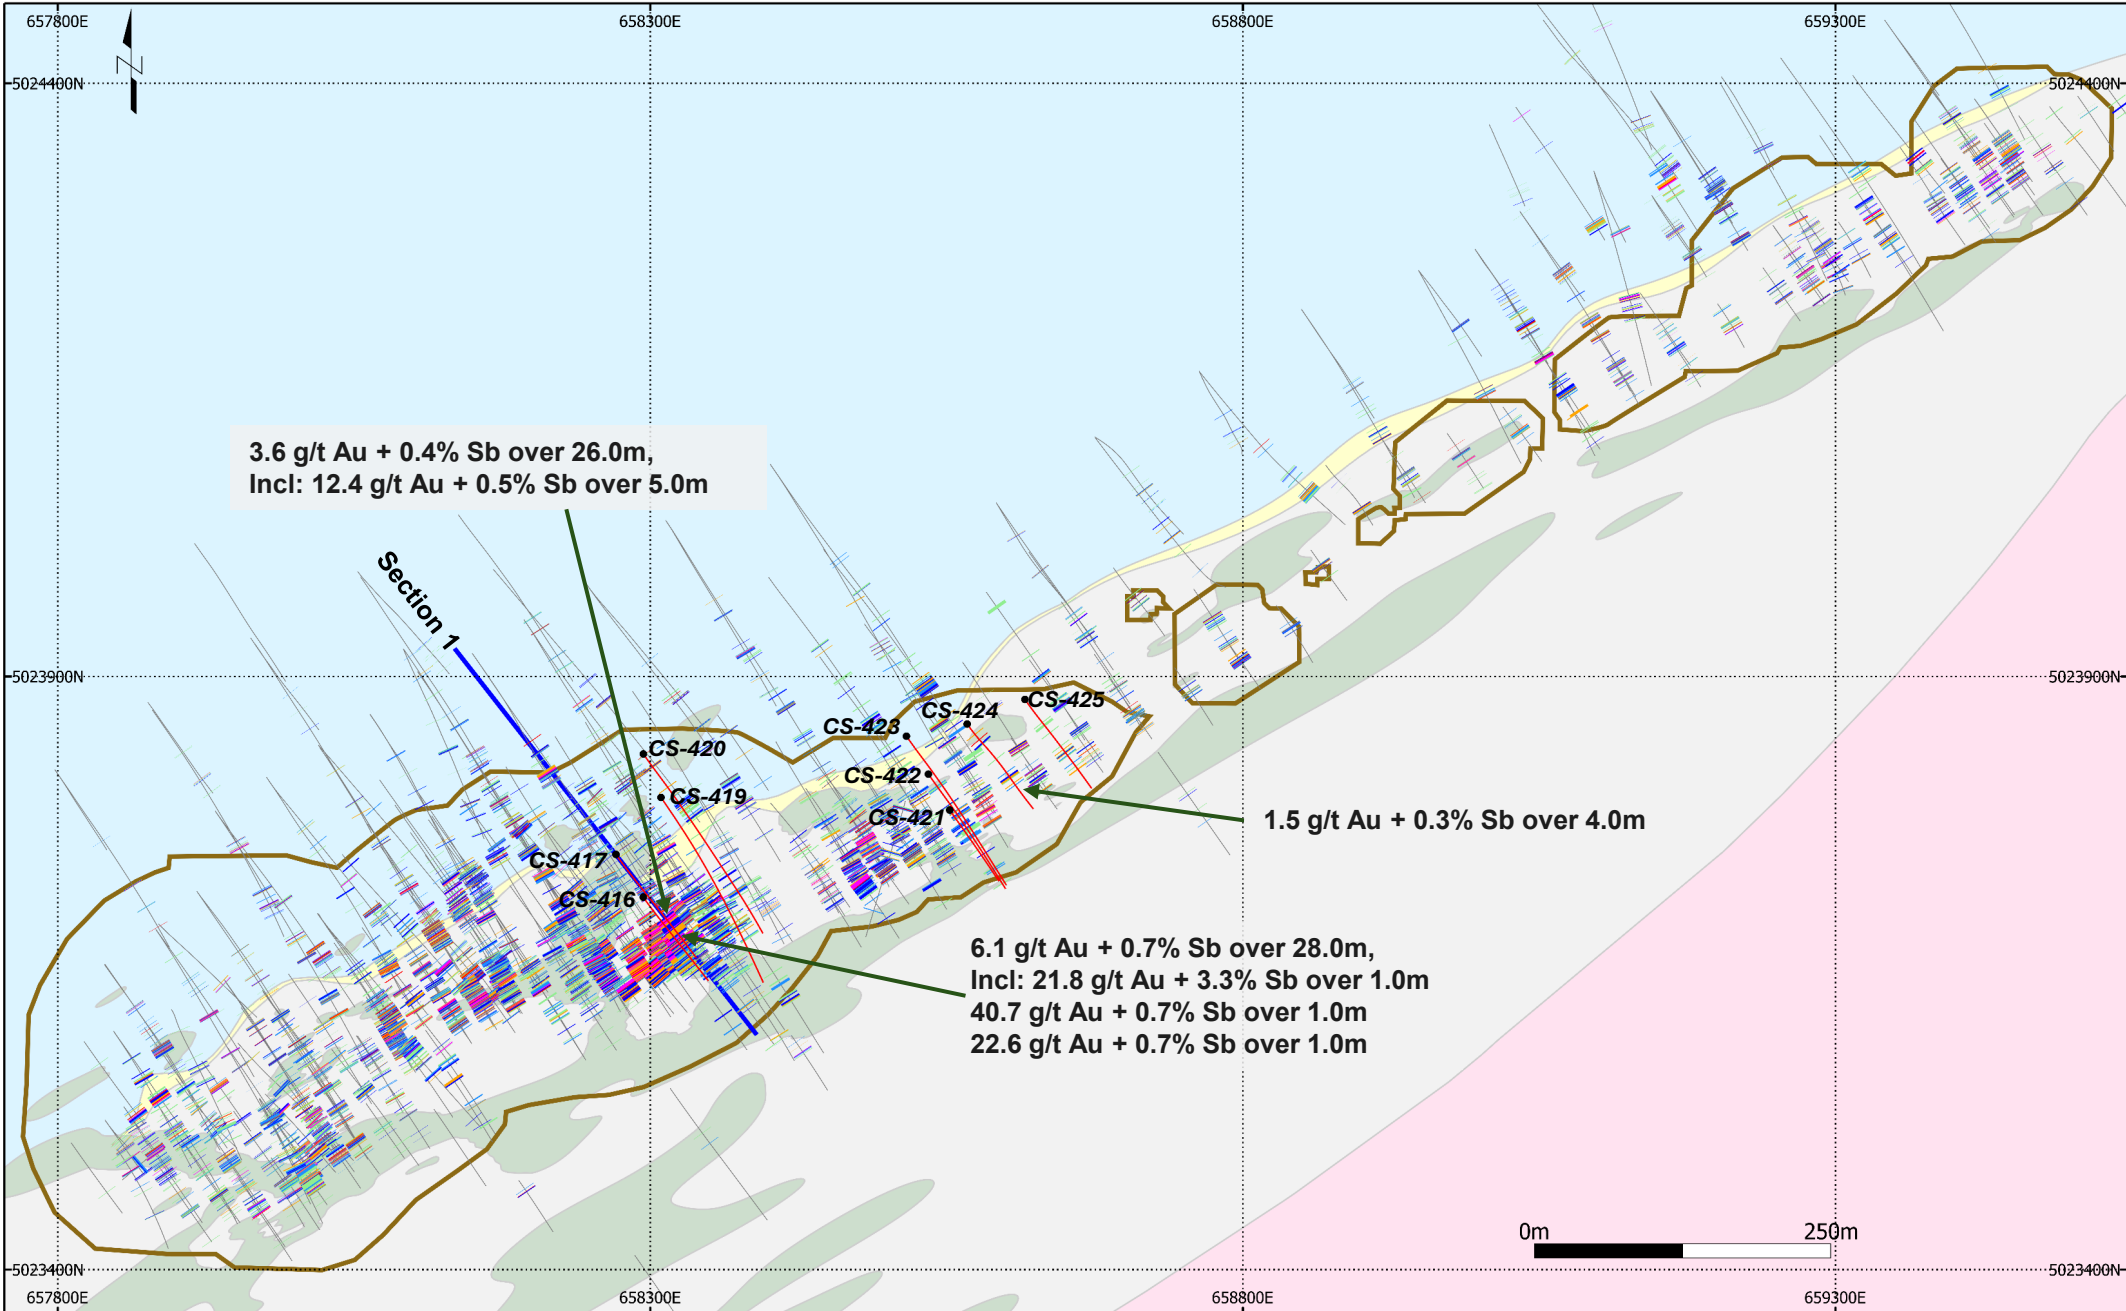 657800E
658300E
658800E
659300E
Z
5024400N
5024400N
3.6 g/t Au + 0.4% Sb over 26.0m,
Incl: 12.4 g/t Au + 0.5% Sb over 5.0m
Section 1
5023900N
5023900N
CS-425
CS-424
CS-423
CS-420
CS-422
CS-419
CS-421
1.5 g/t Au + 0.3% Sb over 4.0m
CS-417
CS-416
6.1 g/t Au + 0.7% Sb over 28.0m,
Incl: 21.8 g/t Au + 3.3% Sb over 1.0m
40.7 g/t Au + 0.7% Sb over 1.0m
22.6 g/t Au + 0.7% Sb over 1.0m
0m
250m
5023400N
5023400N
657800E
658300E
658800E
659300E